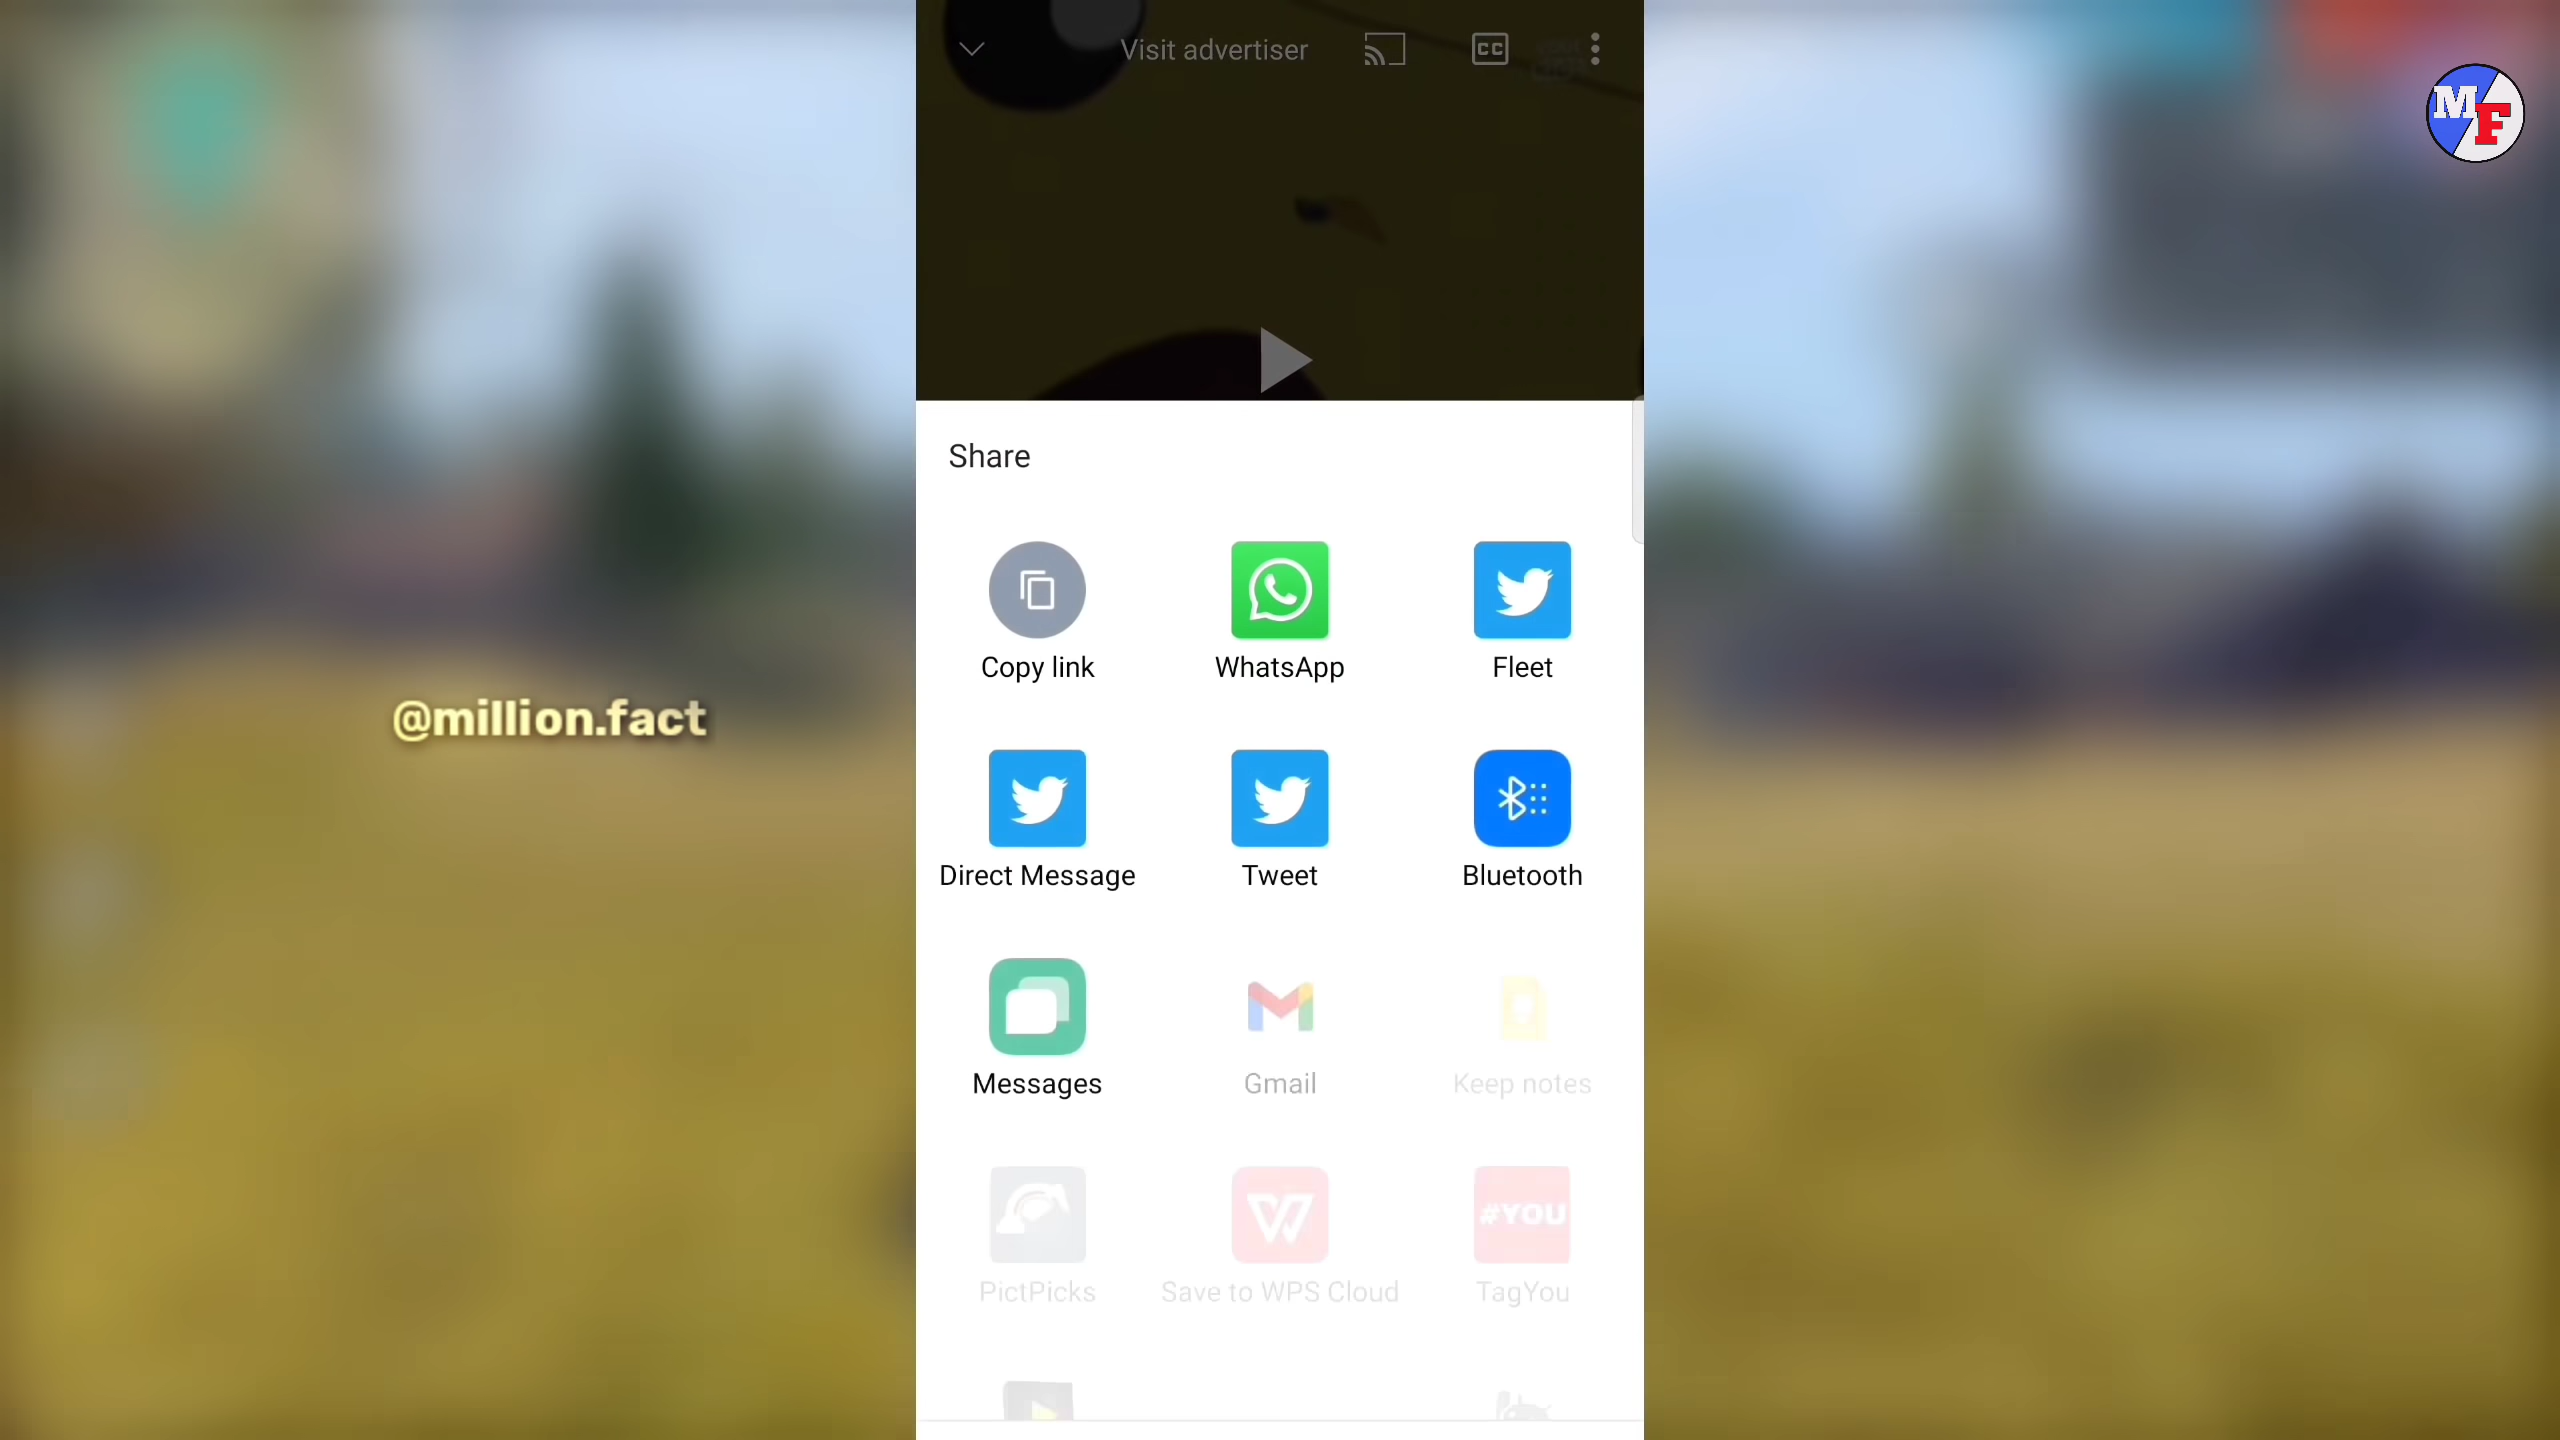 Visit advertiser
CC
MF
Share
Copy link
WhatsApp
Fleet
@million.fact
Direct Message
Tweet
Bluetooth
Messages
Gmail
Keep notes
#YOU
PictPicks
Save to WPS Cloud
TagYou